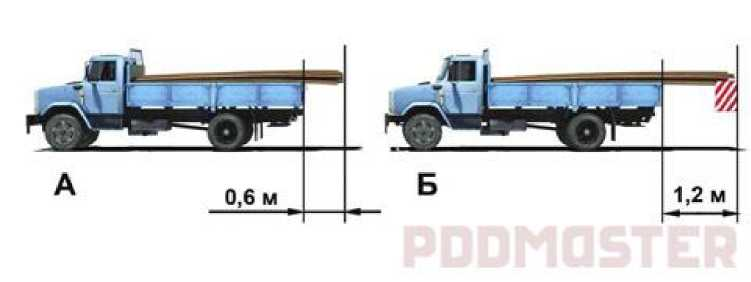 А
Б
0,6 м
1,2 м
PDDMASTER